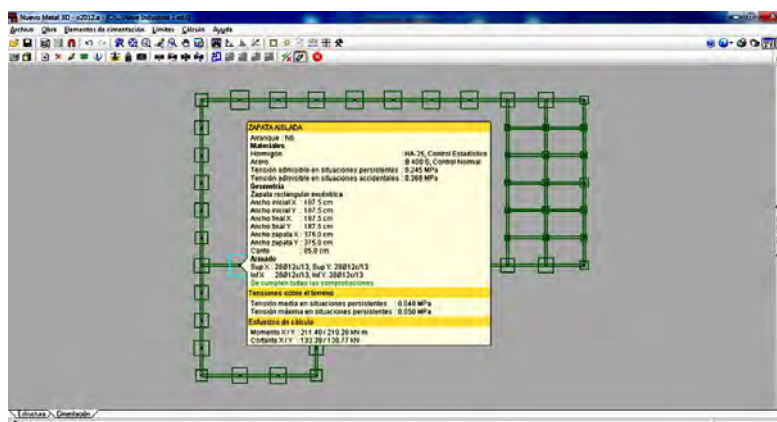 Nuevo Metal 3D - v2012.a - [C:\...\Nave Industrial 3.ed3]
Archivo Obra Elementos de cimentación Límites Cálculo Ayuda
ZAPATA AISLADA
Arranque : N6
Materiales
Hormigón : HA-25, Control Estadístico
Acero : B 400 S, Control Normal
Tensión admisible en situaciones persistentes : 0.245 MPa
Tensión admisible en situaciones accidentales : 0.368 MPa
Geometría
Zapata rectangular excéntrica
Ancho inicial X : 187.5 cm
Ancho inicial Y : 187.5 cm
Ancho final X : 187.5 cm
Ancho final Y : 187.5 cm
Ancho zapata X : 375.0 cm
Ancho zapata Y : 375.0 cm
Canto : 85.0 cm
Armado
Sup X : 28Ø12c/13, Sup Y: 28Ø12c/13
Inf X : 28Ø12c/13, Inf Y: 28Ø12c/13
Se cumplen todas las comprobaciones
Tensiones sobre el terreno
Tensión media en situaciones persistentes : 0.048 MPa
Tensión máxima en situaciones persistentes : 0.050 MPa
Esfuerzos de cálculo
Momento X / Y : 211.40 / 219.28 kN·m
Cortante X / Y : 133.39 / 138.77 kN
Estructura Cimentación